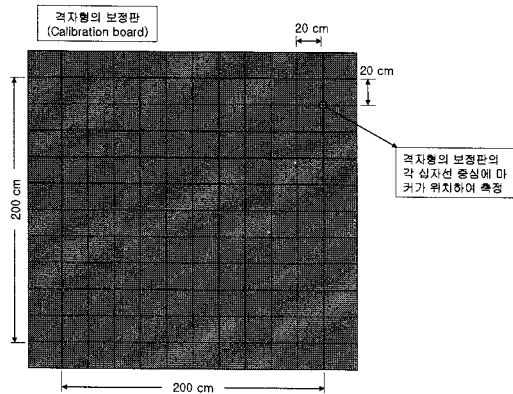 격자형의 보정판
(Calibration board)
20 cm
20 cm
200 cm
격자형의 보정판의
각 십자선 중심에 마
커가 위치하여 측정
200 cm